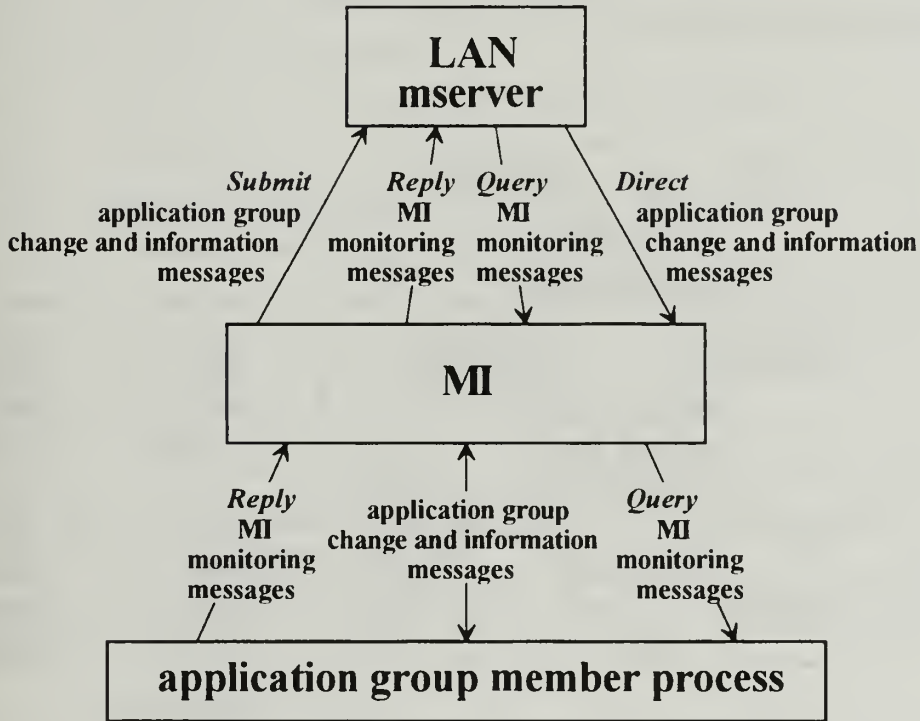 LAN
mserver
Submit
application group
change and information
messages
Reply
MI
monitoring
messages
Query
MI
monitoring
messages
Direct
application group
change and information
messages
MI
Reply
MI
monitoring
messages
application group
change and information
messages
Query
MI
monitoring
messages
application group member process